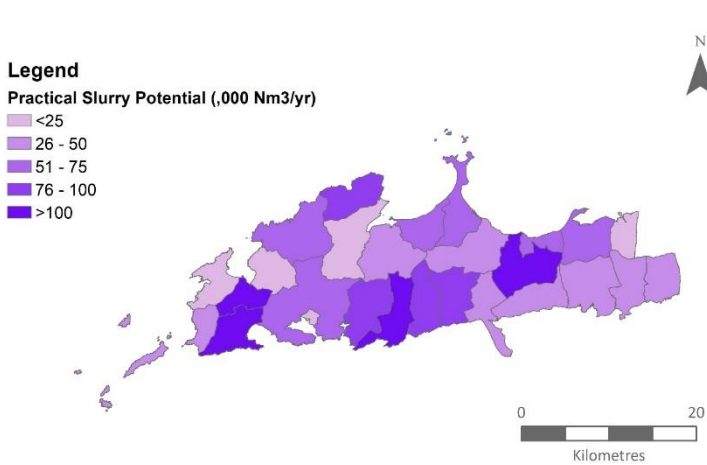 N
Legend
Practical Slurry Potential (,000 Nm3/yr)
<25
26 - 50
51 - 75
76 - 100
>100
0 20
Kilometres